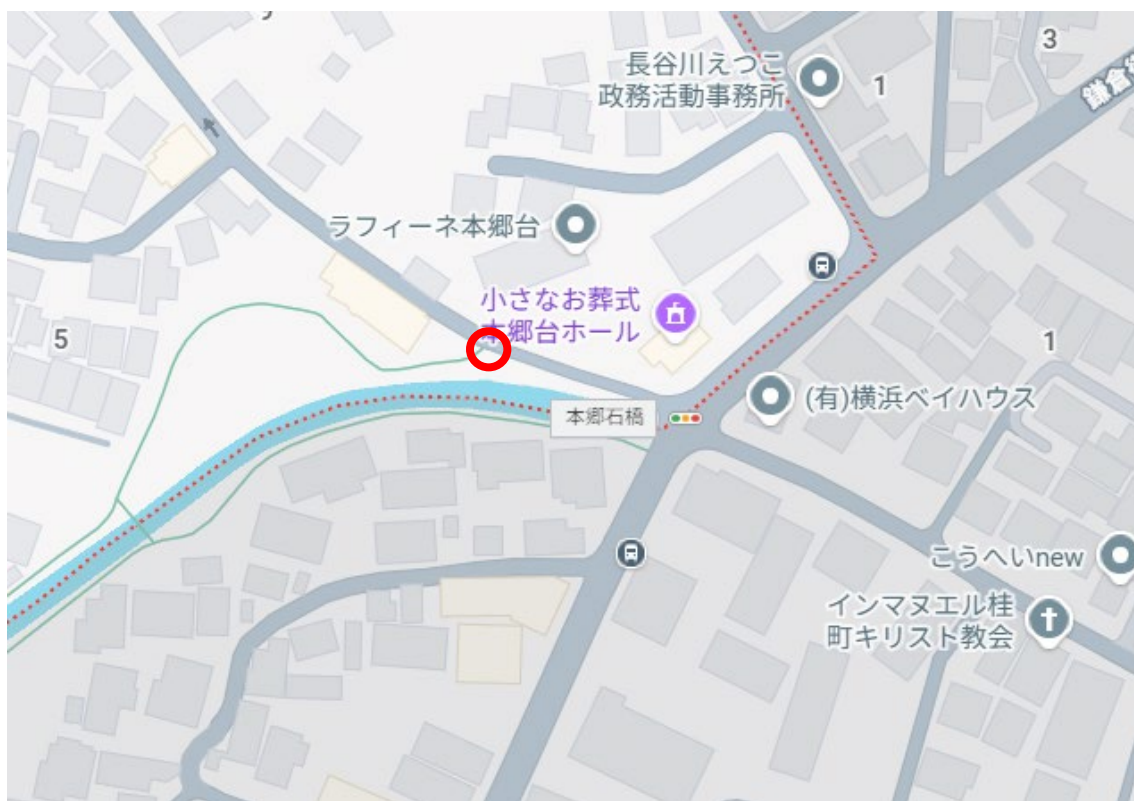 3
長谷川えつこ
政務活動事務所
1
ラフィーネ本郷台
小さなお葬式
本郷台ホール
5
1
本郷石橋
(有)横浜ベイハウス
こうへいnew
インマヌエル桂
町キリスト教会